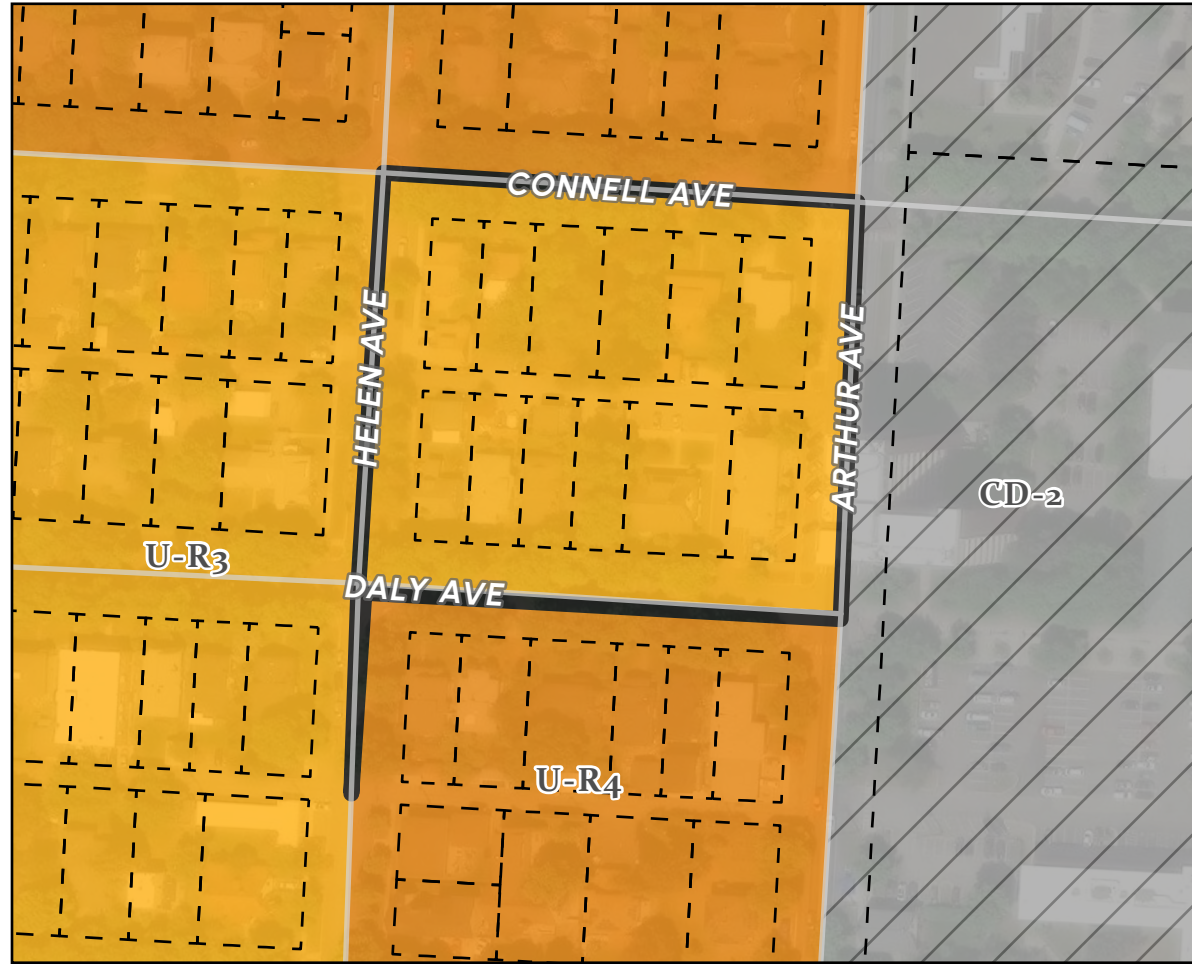 CONNELL AVE
HELEN AVE
ARTHUR AVE
CD-2
U-R3
DALY AVE
U-R4